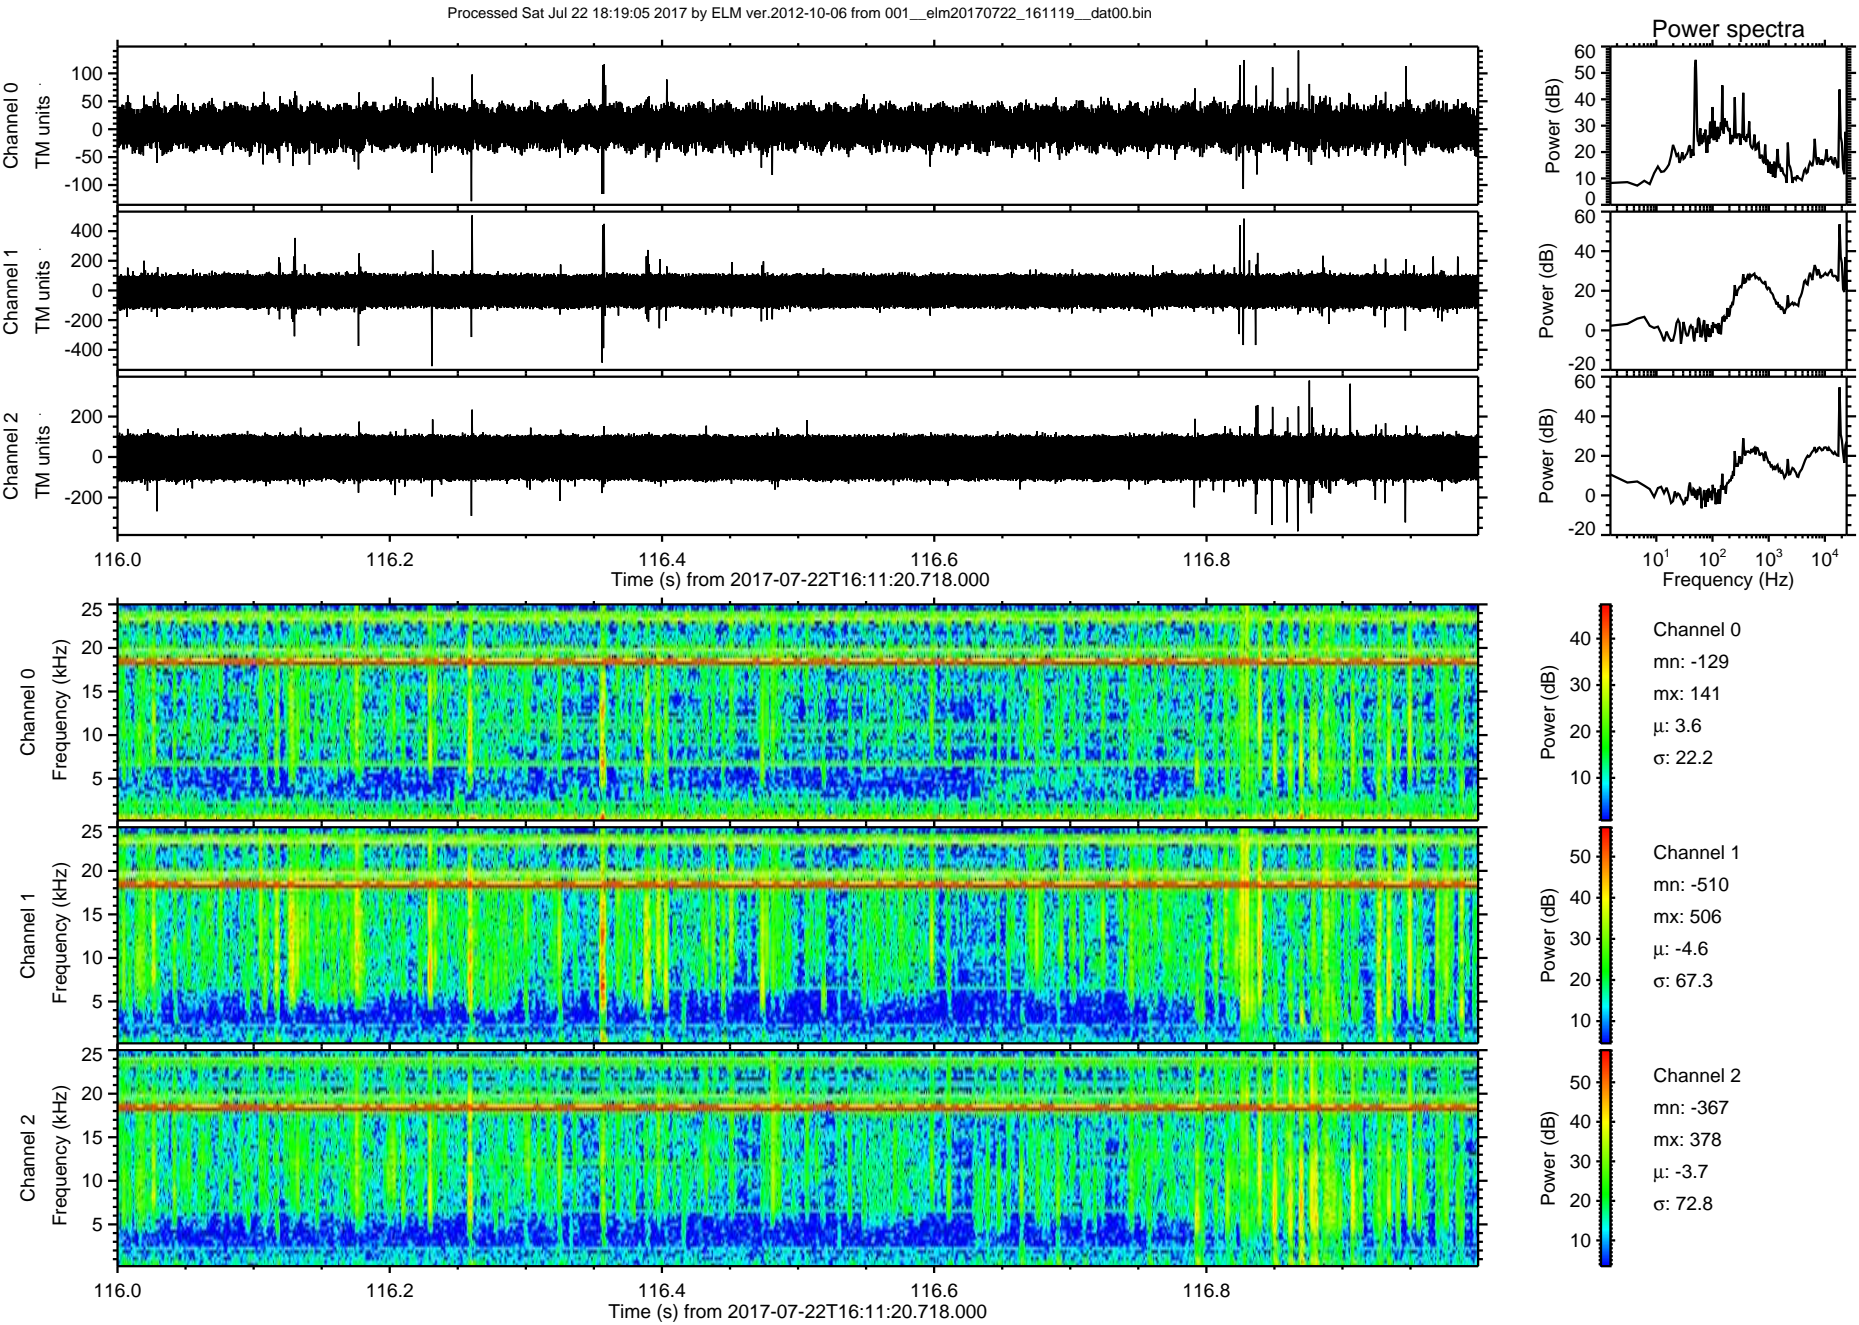 Processed Sat Jul 22 18:19:05 2017 by ELM ver.2012-10-06 from 001__elm20170722_161119__dat00.bin
Power spectra
Channel 0
TM units
100
50
0
-50
-100
Power (dB)
60
50
40
30
20
10
0
Channel 1
TM units
400
200
0
-200
-400
Power (dB)
60
40
20
0
-20
Channel 2
TM units
200
0
-200
Power (dB)
60
40
20
0
-20
116.0 116.2 116.4 116.6 116.8
Time (s) from 2017-07-22T16:11:20.718.000
10^1 10^2 10^3 10^4
Frequency (Hz)
Channel 0
Frequency (kHz)
25
20
15
10
5
Power (dB)
40
30
20
10
Channel 0
mn: -129
mx: 141
μ: 3.6
σ: 22.2
Channel 1
Frequency (kHz)
25
20
15
10
5
Power (dB)
50
40
30
20
10
Channel 1
mn: -510
mx: 506
μ: -4.6
σ: 67.3
Channel 2
Frequency (kHz)
25
20
15
10
5
Power (dB)
50
40
30
20
10
Channel 2
mn: -367
mx: 378
μ: -3.7
σ: 72.8
116.0 116.2 116.4 116.6 116.8
Time (s) from 2017-07-22T16:11:20.718.000